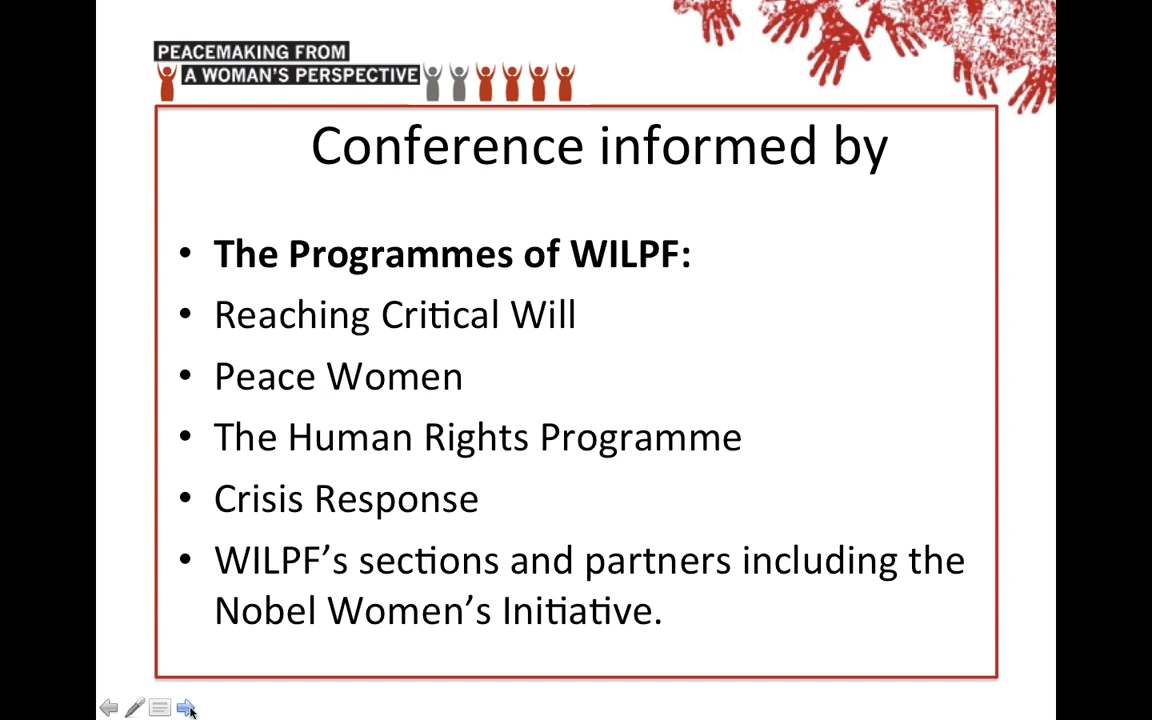 PEACEMAKING FROM
A WOMAN'S PERSPECTIVE
Conference informed by
• The Programmes of WILPF:
• Reaching Critical Will
• Peace Women
• The Human Rights Programme
• Crisis Response
• WILPF’s sections and partners including the
Nobel Women’s Initiative.